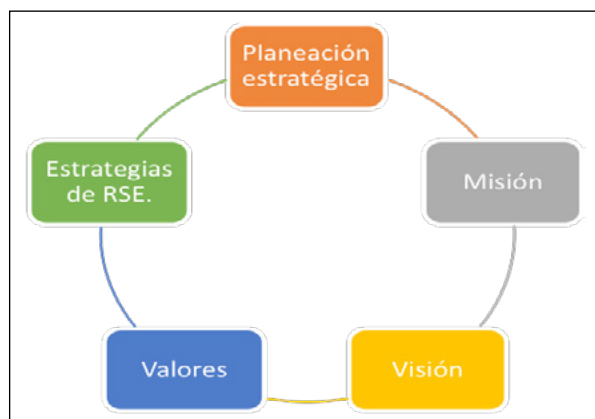 Planeación
estratégica
Misión
Visión
Valores
Estrategias
de RSE.